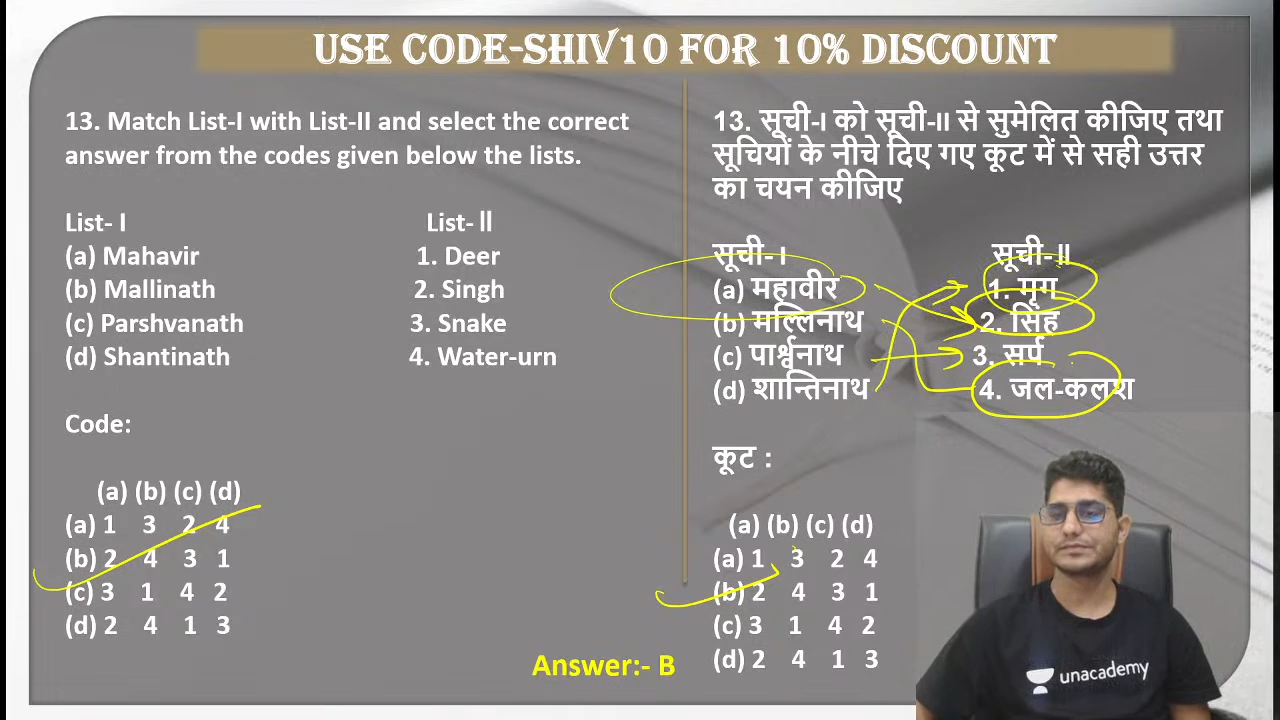 USE CODE-SHIV10 FOR 10% DISCOUNT
13. Match List-I with List-II and select the correct
answer from the codes given below the lists.
List- I List- II
(a) Mahavir 1. Deer
(b) Mallinath 2. Singh
(c) Parshvanath 3. Snake
(d) Shantinath 4. Water-urn
Code:
(a) (b) (c) (d)
(a) 1 3 2 4
(b) 2 4 3 1
(c) 3 1 4 2
(d) 2 4 1 3
13. सूची-I को सूची-II से सुमेलित कीजिए तथा
सूचियों के नीचे दिए गए कूट में से सही उत्तर
का चयन कीजिए
सूची- I सूची-II
(a) महावीर 1. मृग
(b) मल्लिनाथ 2. सिंह
(c) पार्श्वनाथ 3. सर्प
(d) शान्तिनाथ 4. जल-कलश
कूट :
(a) (b) (c) (d)
(a) 1 3 2 4
(b) 2 4 3 1
(c) 3 1 4 2
(d) 2 4 1 3
Answer:- B
unacademy